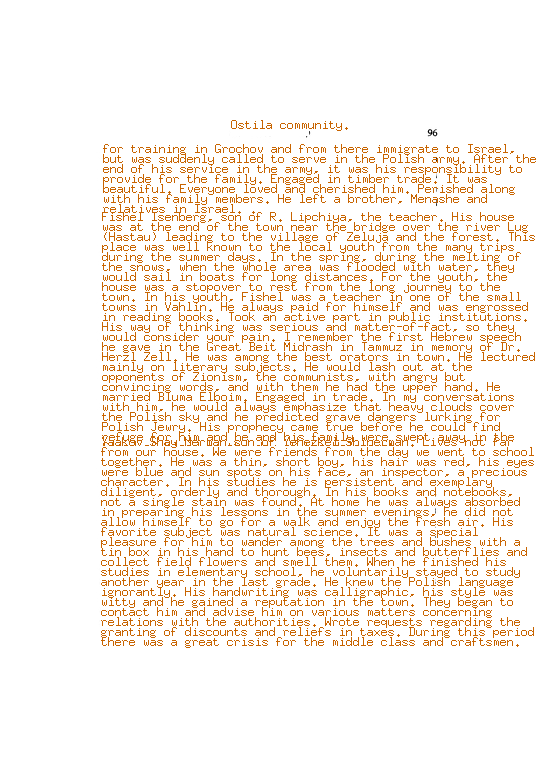 Ostila community.
96
for training in Grochov and from there immigrate to Israel,
but was suddenly called to serve in the Polish army. After the
end of his service in the army, it was his responsibility to
provide for the family. Engaged in timber trade. It was
beautiful. Everyone loved and cherished him. Perished along
with his family members. He left a brother, Menashe and
relatives in Israel.
Fishel Isenberg, son of R. Lipchiya, the teacher. His house
was at the end of the town near the bridge over the river Lug
(Hastau) leading to the village of Zeluja and the forest. This
place was well known to the local youth from the many trips
during the summer days. In the spring, during the melting of
the snows, when the whole area was flooded with water, they
would sail in boats for long distances. For the youth, the
house was a stopover to rest from the long journey to the
town. In his youth, Fishel was a teacher in one of the small
towns in Vahlin. He always paid for himself and was engrossed
in reading books. Took an active part in public institutions.
His way of thinking was serious and matter-of-fact, so they
would consider your pain. I remember the first Hebrew speech
he gave in the Great Beit Midrash in Tammuz in memory of Dr.
Herzl Zell. He was among the best orators in town. He lectured
mainly on literary subjects. He would lash out at the
opponents of Zionism, the communists, with angry but
convincing words, and with them he had the upper hand. He
married Bluma Elboim. Engaged in trade. In my conversations
with him, he would always emphasize that heavy clouds cover
the Polish sky and he predicted grave dangers lurking for
Polish Jewry. His prophecy came true before he could find
refuge for him and he and his family were swept away in the
son of Lives not far
from our house. We were friends from the day we went to school
together. He was a thin, short boy, his hair was red, his eyes
were blue and sun spots on his face, an inspector, a precious
character. In his studies he is persistent and exemplary
diligent, orderly and thorough. In his books and notebooks,
not a single stain was found. At home he was always absorbed
in preparing his lessons in the summer evenings, He did not
allow himself to go for a walk and enjoy the fresh air. His
favorite subject was natural science. It was a special
pleasure for him to wander among the trees and bushes with a
tin box in his hand to hunt bees, insects and butterflies and
collect field flowers and smell them. When he finished his
studies in elementary school, he voluntarily stayed to study
another year in the last grade. He knew the Polish language
ignorantly. His handwriting was calligraphic, his style was
witty and he gained a reputation in the town. They began to
contact him and advise him on various matters concerning
relations with the authorities. Wrote requests regarding the
granting of discounts and reliefs in taxes. During this period
there was a great crisis for the middle class and craftsmen.